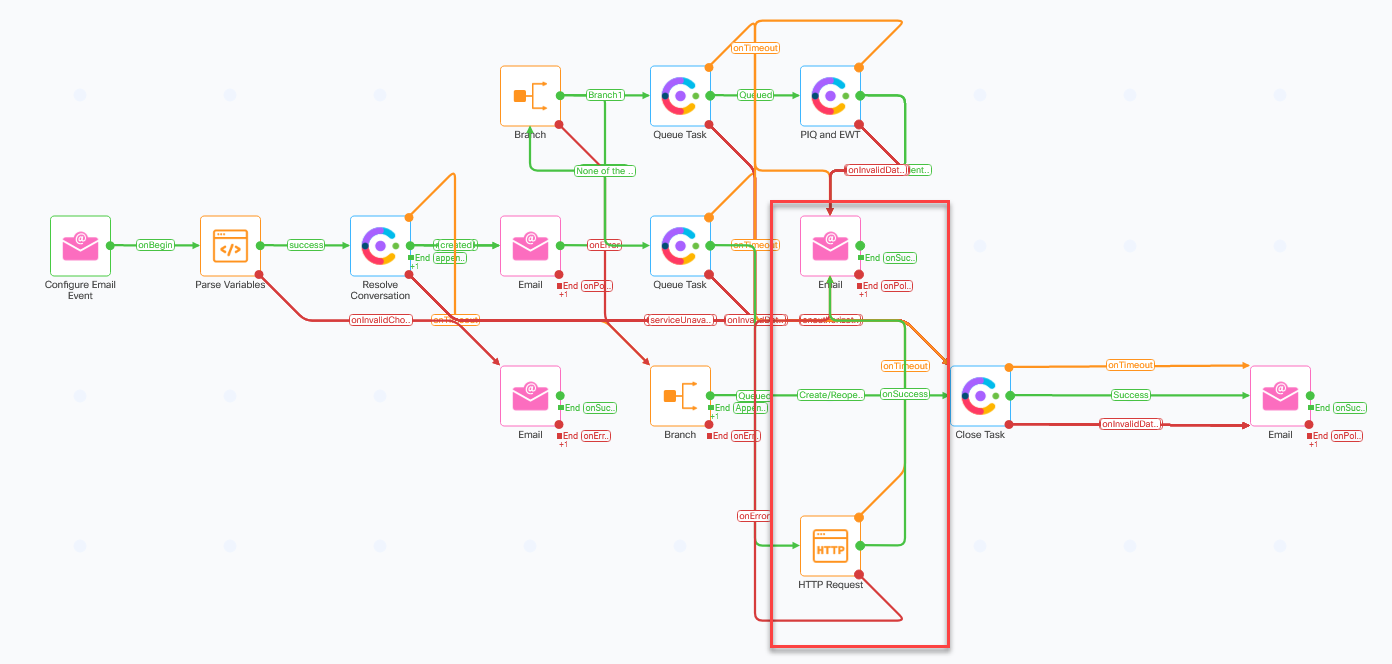 onTimeout
Branch1
Queued
Branch
Queue Task
PIQ and EWT
None of the ..
onInvalidDat..
ent..
onBegin
success
created
onError
onTimeout
End
appen..
+1
End
onSuc..
Configure Email
Event
Parse Variables
Resolve
Conversation
Email
End
onPol..
+1
Queue Task
Email
End
onPol..
+1
onInvalidCho..
onTimeout
serviceUnava..
onInvalidDat..
onTimeout
onTimeout
Queued
Create/Reope..
onSuccess
Success
End
onSuc..
End
Appen..
+1
End
onSuc..
onInvalidDat..
Email
End
onErr..
+1
Branch
End
onErr..
Close Task
Email
End
onPol..
+1
onError
HTTP
HTTP Request